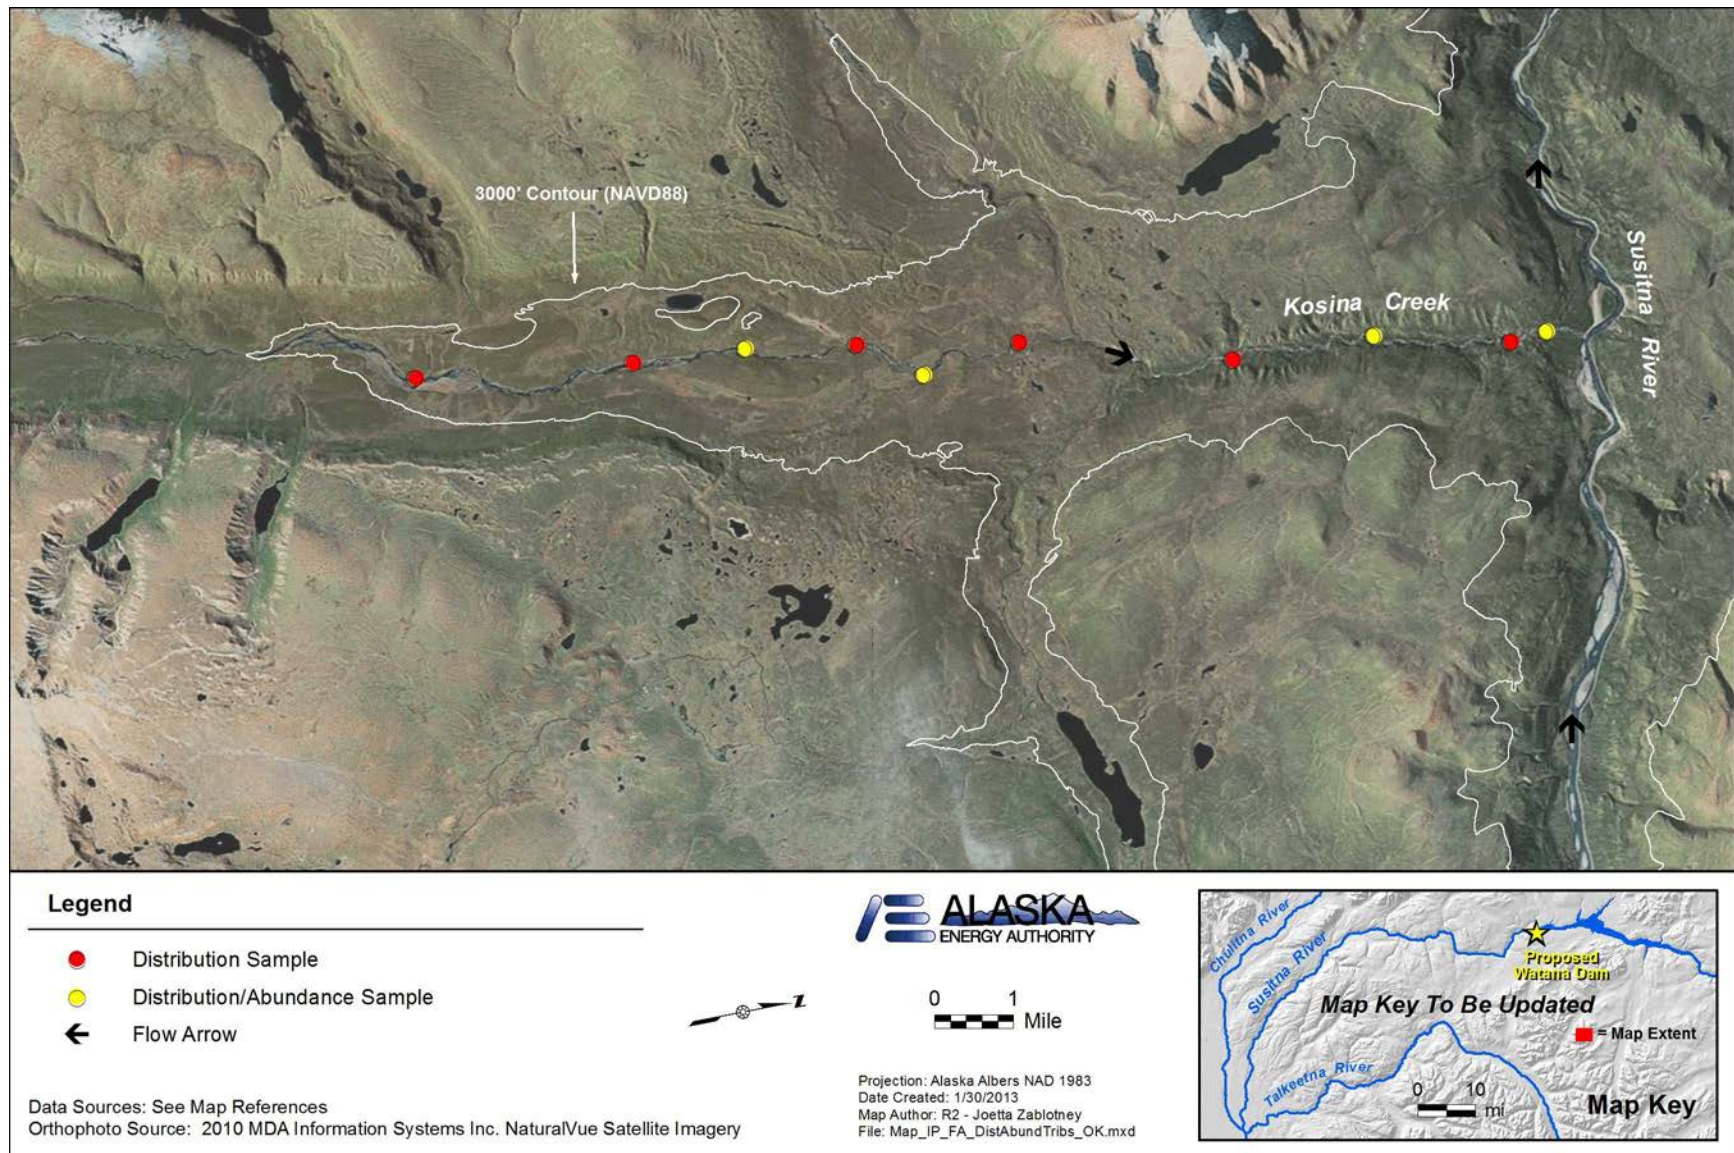 3000' Contour (NAVD88)
Kosina Creek
Susitna River
Legend
Distribution Sample
Distribution/Abundance Sample
Flow Arrow
Data Sources: See Map References
Orthophoto Source: 2010 MDA Information Systems Inc. NaturalVue Satellite Imagery
Z
ALASKA
ENERGY AUTHORITY
0 1
Mile
Projection: Alaska Albers NAD 1983
Date Created: 1/30/2013
Map Author: R2 - Joetta Zablotney
File: Map_IP_FA_DistAbundTribs_OK.mxd
Chulitna River
Susitna River
Proposed
Watana Dam
Map Key To Be Updated
= Map Extent
Talkeetna River
0 10
mi
Map Key